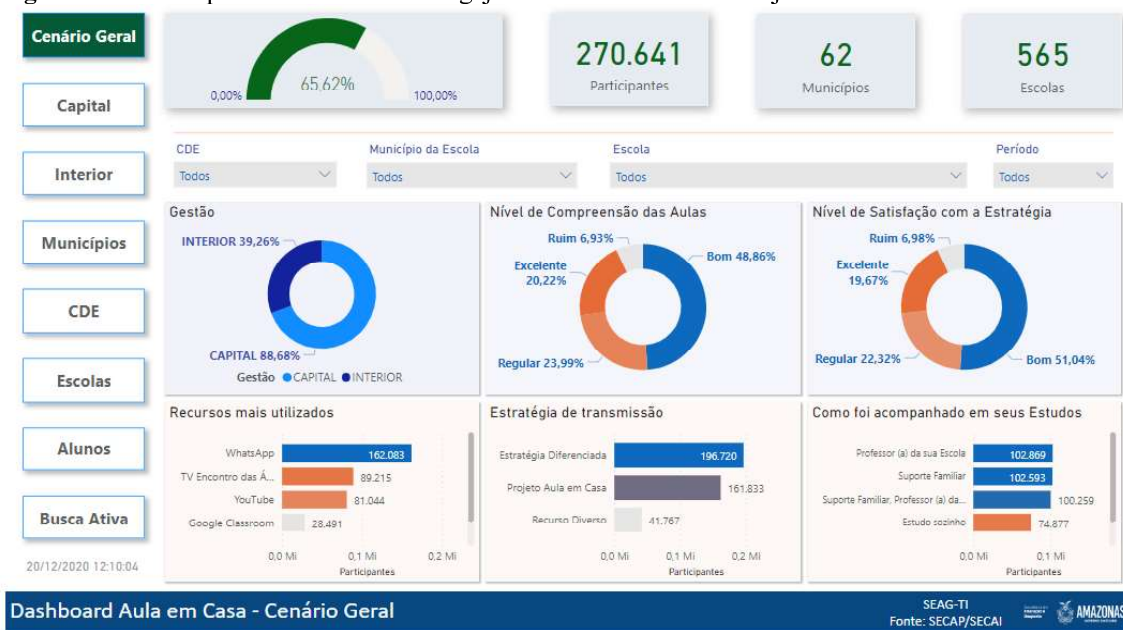 Cenário Geral
Capital
Interior
Municípios
CDE
Escolas
Alunos
Busca Ativa
20/12/2020 12:10:04
0,00%
65,62%
100,00%
270.641
Participantes
62
Municípios
565
Escolas
CDE
Todos
Município da Escola
Todos
Escola
Todos
Período
Todos
Gestão
INTERIOR 39,26%
CAPITAL 88,68%
Gestão CAPITAL INTERIOR
Nível de Compreensão das Aulas
Ruim 6,93%
Bom 48,86%
Excelente
20,22%
Regular 23,99%
Nível de Satisfação com a Estratégia
Ruim 6,98%
Excelente
19,67%
Regular 22,32%
Bom 51,04%
Recursos mais utilizados
WhatsApp 162.083
TV Encontro das Á... 89.215
YouTube 81.044
Google Classroom 28.491
0,0 Mi 0,1 Mi 0,2 Mi
Participantes
Estratégia de transmissão
Estratégia Diferenciada 196.720
Projeto Aula em Casa 161.833
Recurso Diverso 41.767
0,0 Mi 0,1 Mi 0,2 Mi
Participantes
Como foi acompanhado em seus Estudos
Professor (a) da sua Escola 102.869
Suporte Familiar 102.593
Suporte Familiar, Professor (a) da... 100.259
Estudo sozinho 74.877
0,0 Mi 0,1 Mi
Participantes
Dashboard Aula em Casa - Cenário Geral
SEAG-TI
Fonte: SECAP/SECAI
AMAZONAS